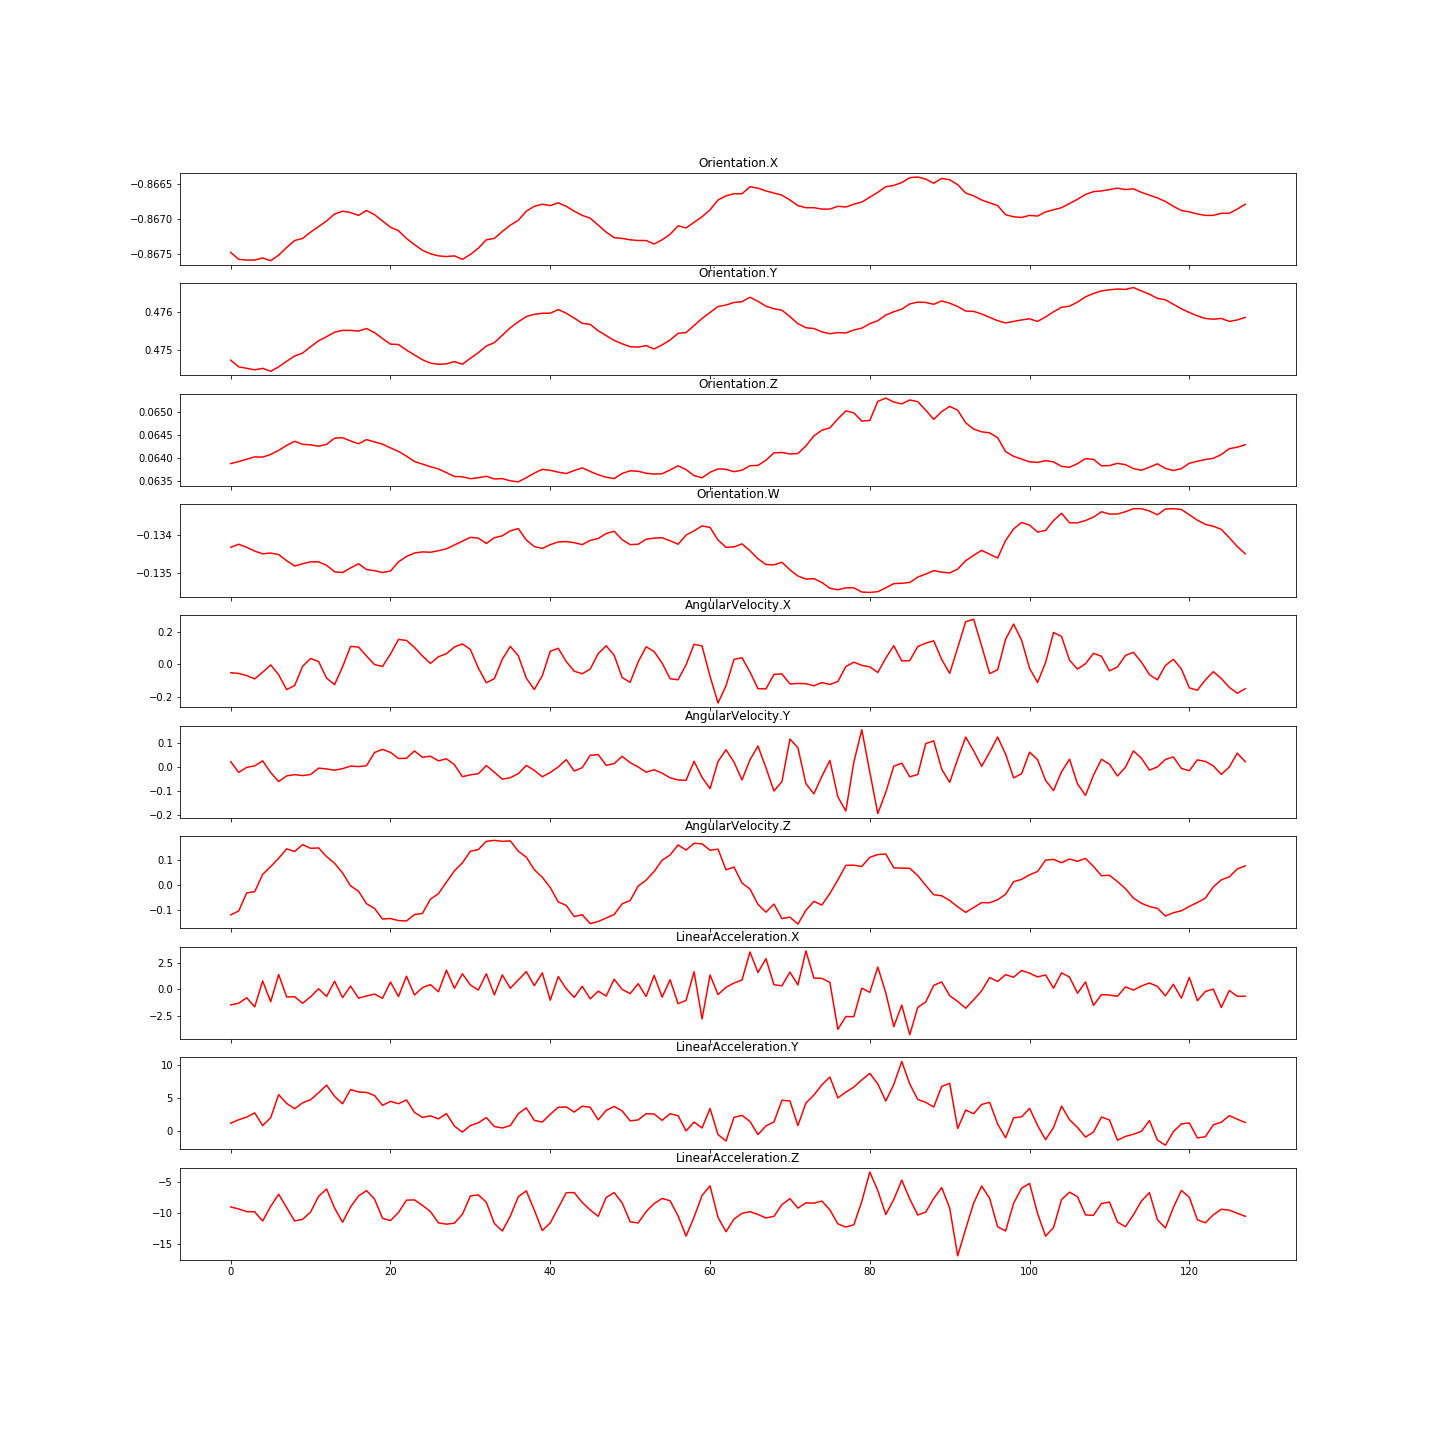 Orientation.X
−0.8665
−0.8670
−0.8675
Orientation.Y
0.476
0.475
Orientation.Z
0.0650
0.0645
0.0640
0.0635
Orientation.W
−0.134
−0.135
AngularVelocity.X
0.2
0.0
−0.2
AngularVelocity.Y
0.1
0.0
−0.1
−0.2
AngularVelocity.Z
0.1
0.0
−0.1
LinearAcceleration.X
2.5
0.0
−2.5
LinearAcceleration.Y
10
5
0
LinearAcceleration.Z
−5
−10
−15
0 20 40 60 80 100 120